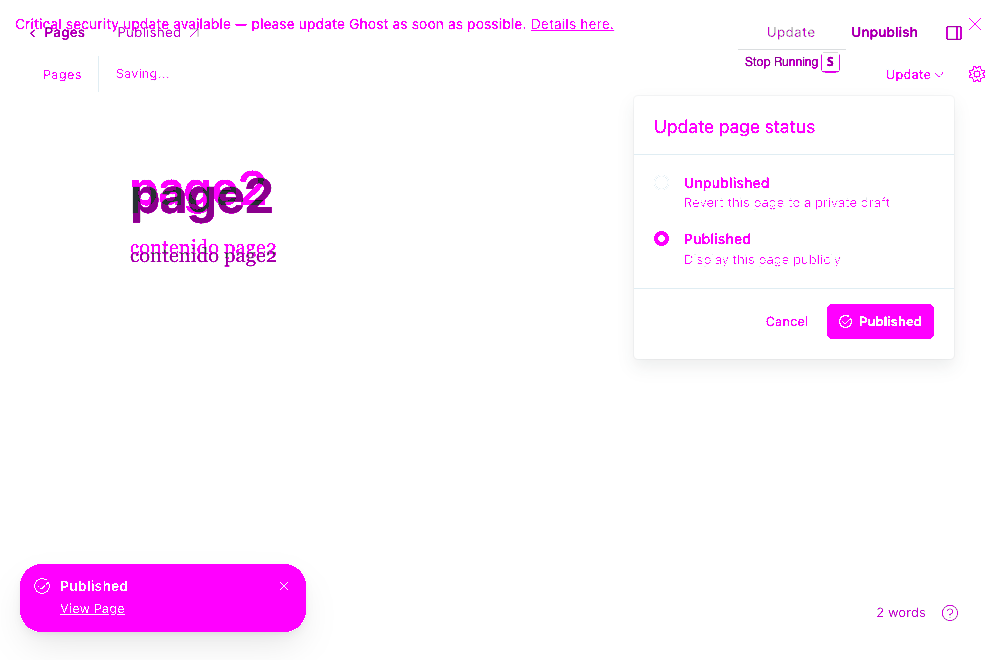 Critical security update available — please update Ghost as soon as possible. Details here.
Pages Published Update Unpublish
Stop Running S
Pages Saving... Update
Update page status
Unpublished
Revert this page to a private draft
Published
Display this page publicly
Cancel Published
page2
page2
contenido page2
contenido page2
Published
View Page
2 words